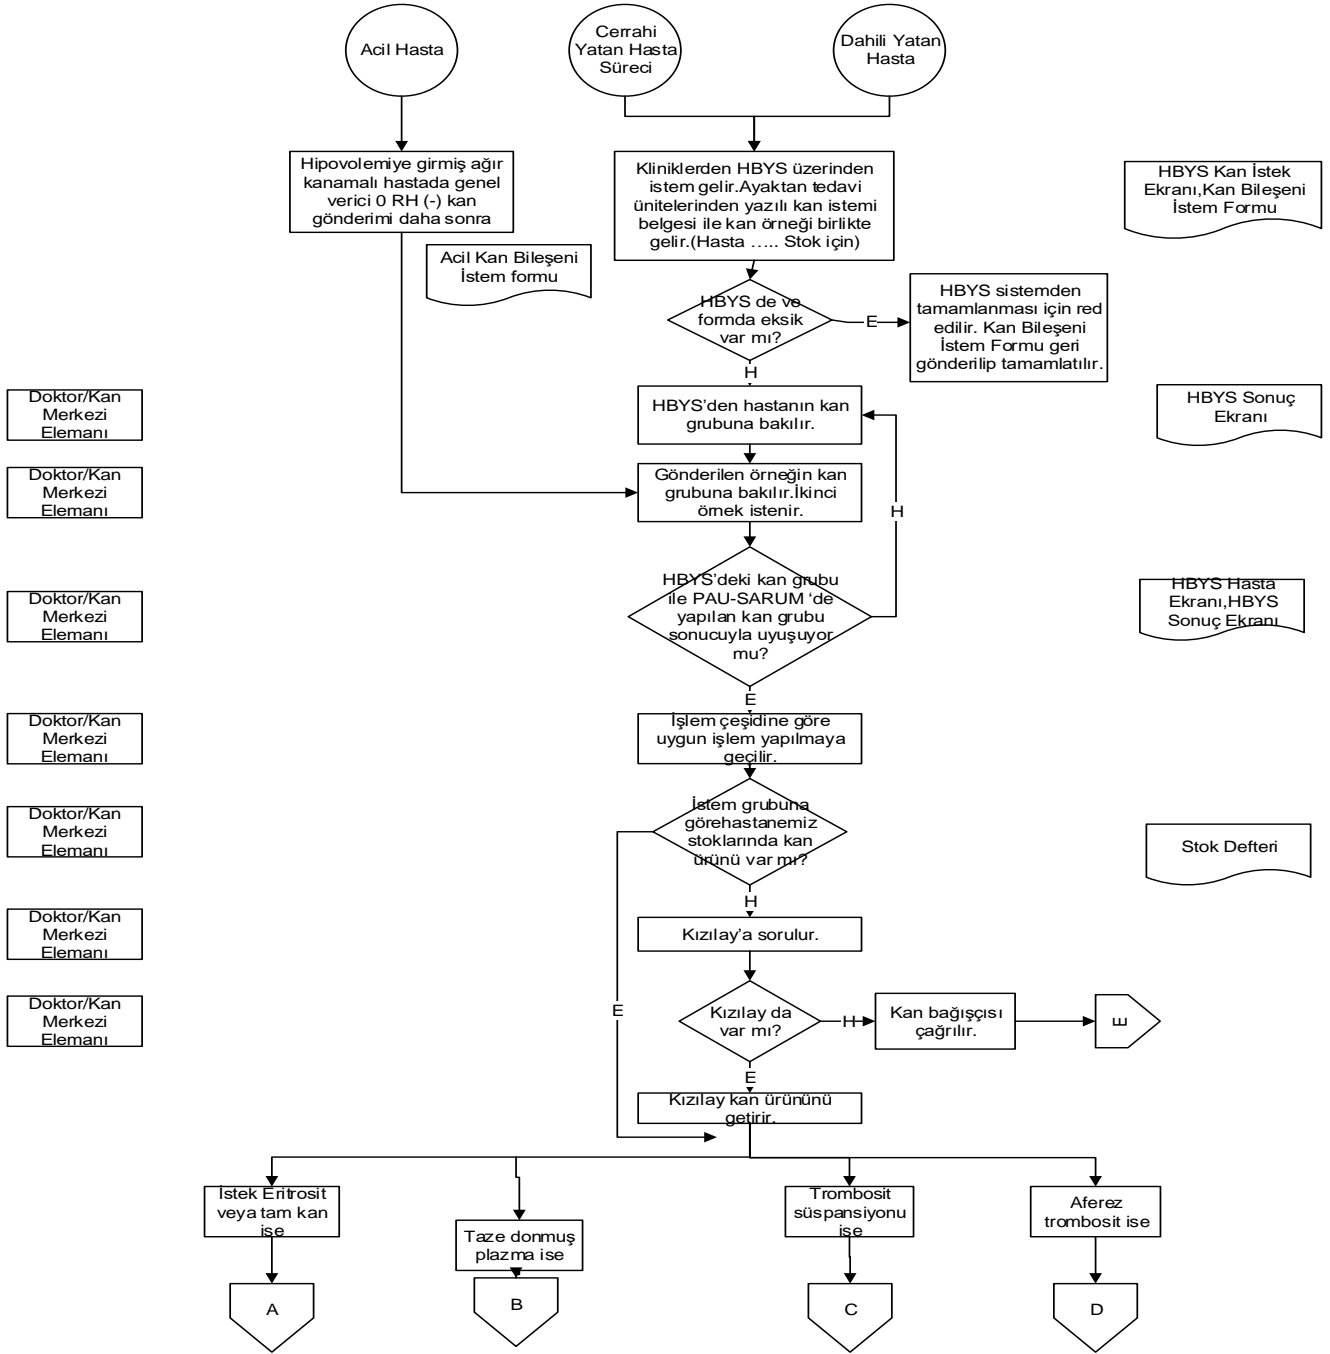 Acil Hasta
Cerrahi
Yatan Hasta
Süreci
Dahili Yatan
Hasta
Hipovolemiye girmiş ağır
kanamalı hastada genel
verici 0 RH (-) kan
gönderimi daha sonra
Kliniklerden HBYS üzerinden
istem gelir.Ayaktan tedavi
ünitelerinden yazılı kan istemi
belgesi ile kan örneği birlikte
gelir.(Hasta ….. Stok için)
HBYS Kan İstek
Ekranı,Kan Bileşeni
İstem Formu
Acil Kan Bileşeni
İstem formu
HBYS de ve
formda eksik
var mı?
E
HBYS sistemden
tamamlanması için red
edilir. Kan Bileşeni
İstem Formu geri
gönderilip tamamlatılır.
H
Doktor/Kan
Merkezi
Elemanı
HBYS’den hastanın kan
grubuna bakılır.
HBYS Sonuç
Ekranı
Doktor/Kan
Merkezi
Elemanı
Gönderilen örneğin kan
grubuna bakılır.İkinci
örnek istenir.
H
Doktor/Kan
Merkezi
Elemanı
HBYS’deki kan grubu
ile PAU-SARUM ‘de
yapılan kan grubu
sonucuyla uyuşuyor
mu?
HBYS Hasta
Ekranı,HBYS
Sonuç Ekranı
E
Doktor/Kan
Merkezi
Elemanı
İşlem çeşidine göre
uygun işlem yapılmaya
geçilir.
Doktor/Kan
Merkezi
Elemanı
İstem grubuna
görehastanemiz
stoklarında kan
ürünü var mı?
Stok Defteri
H
Doktor/Kan
Merkezi
Elemanı
Kızılay’a sorulur.
E
Doktor/Kan
Merkezi
Elemanı
Kızılay da
var mı?
H
Kan bağışçısı
çağrılır.
E
E
Kızılay kan ürününü
getirir.
İstek Eritrosit
veya tam kan
ise
Taze donmuş
plazma ise
Trombosit
süspansiyonu
ise
Aferez
trombosit ise
A
B
C
D